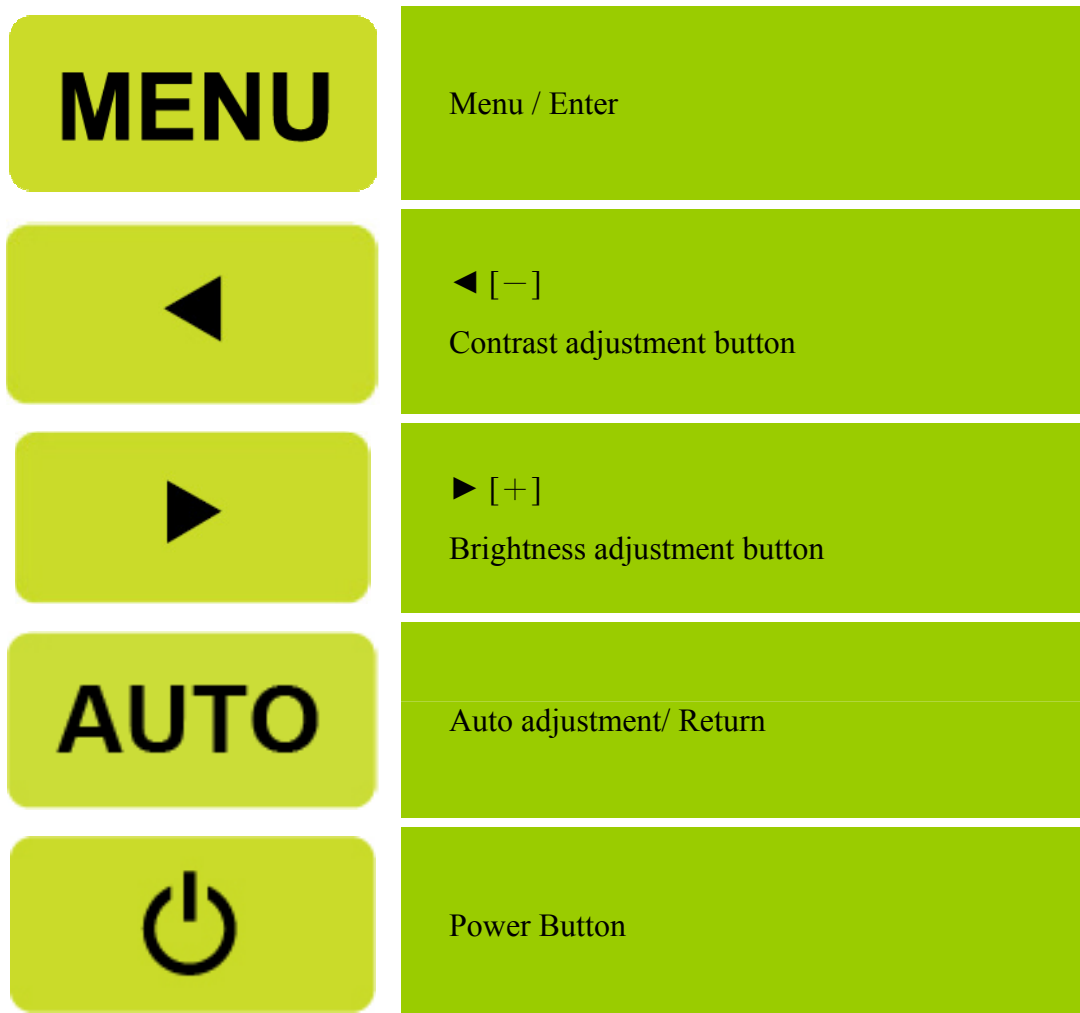 MENU
Menu / Enter
◄ [－]
Contrast adjustment button
► [＋]
Brightness adjustment button
AUTO
Auto adjustment/ Return
Power Button